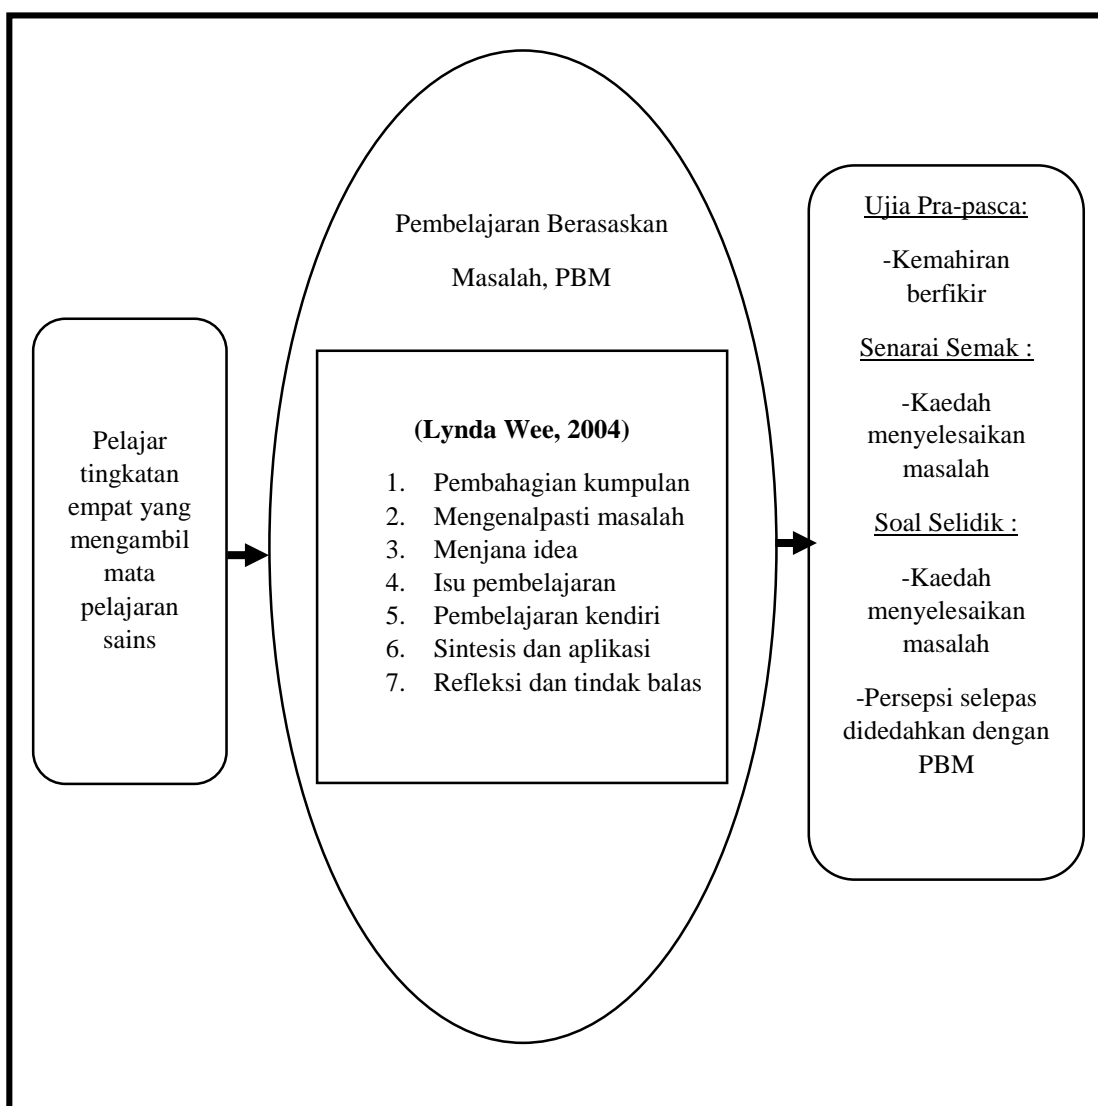 Pelajar
tingkatan
empat yang
mengambil
mata
pelajaran
sains
Pembelajaran Berasaskan
Masalah, PBM
(Lynda Wee, 2004)
1. Pembahagian kumpulan
2. Mengenalpasti masalah
3. Menjana idea
4. Isu pembelajaran
5. Pembelajaran kendiri
6. Sintesis dan aplikasi
7. Refleksi dan tindak balas
Ujia Pra-pasca:
-Kemahiran
berfikir
Senarai Semak :
-Kaedah
menyelesaikan
masalah
Soal Selidik :
-Kaedah
menyelesaikan
masalah
-Persepsi selepas
didedahkan dengan
PBM